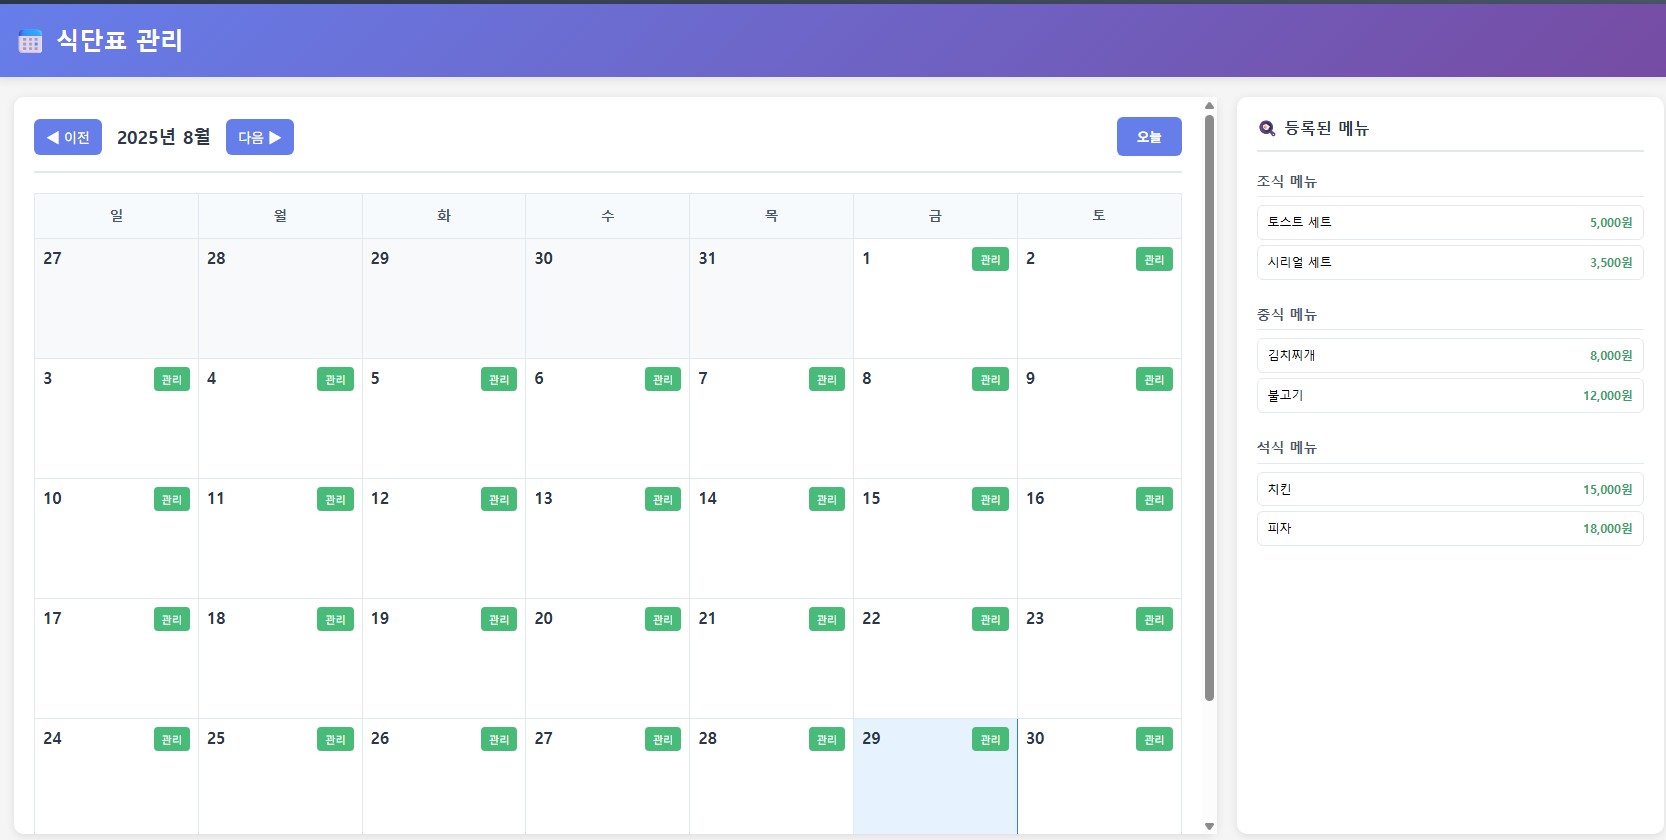 식단표 관리
◀ 이전 2025년 8월 다음 ▶ 오늘
일 월 화 수 목 금 토
27 28 29 30 31 1 관리 2 관리
3 관리 4 관리 5 관리 6 관리 7 관리 8 관리 9 관리
10 관리 11 관리 12 관리 13 관리 14 관리 15 관리 16 관리
17 관리 18 관리 19 관리 20 관리 21 관리 22 관리 23 관리
24 관리 25 관리 26 관리 27 관리 28 관리 29 관리 30 관리
등록된 메뉴
조식 메뉴
토스트 세트 5,000원
시리얼 세트 3,500원
중식 메뉴
김치찌개 8,000원
불고기 12,000원
석식 메뉴
치킨 15,000원
피자 18,000원